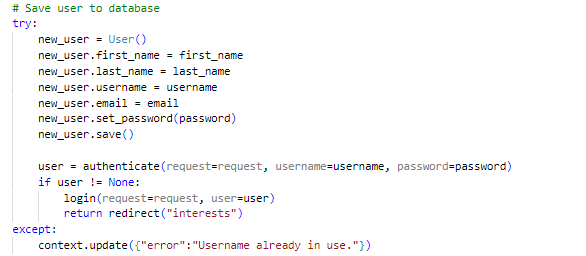 # Save user to database
try:
    new_user = User()
    new_user.first_name = first_name
    new_user.last_name = last_name
    new_user.username = username
    new_user.email = email
    new_user.set_password(password)
    new_user.save()

    user = authenticate(request=request, username=username, password=password)
    if user != None:
        login(request=request, user=user)
        return redirect("interests")
except:
    context.update({"error":"Username already in use."})